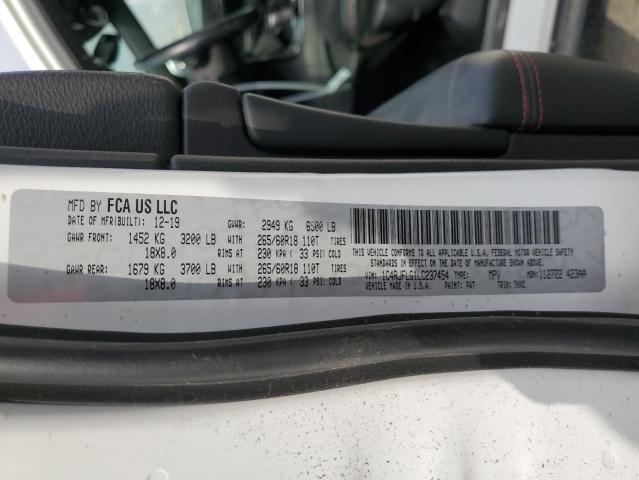 MFD BY FCA US LLC
DATE OF MFR(BUILT): 12-19 GVWR: 2949 KG 6500 LB
GAWR FRONT: 1452 KG 3200 LB WITH 265/60R18 110T TIRES
18X8.0 RIMS AT 230 KPA ( 33 PSI) COLD
GAWR REAR: 1679 KG 3700 LB WITH 265/60R18 110T TIRES
18X8.0 RIMS AT 230 KPA ( 33 PSI) COLD
THIS VEHICLE CONFORMS TO ALL APPLICABLE U.S.A. FEDERAL MOTOR VEHICLE SAFETY
STANDARDS IN EFFECT ON THE DATE OF MANUFACTURE SHOWN ABOVE.
VIN: 1C4RJFLG1LC237454 TYPE: MPV MDH: 112722 423AA
VEHICLE MADE IN U.S.A. PAINT: PW7 TRIM: